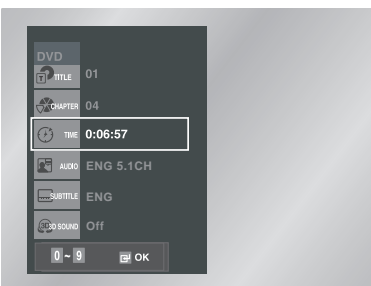 DVD
TITLE 01
CHAPTER 04
TIME 0:06:57
AUDIO ENG 5.1CH
SUBTITLE ENG
3D SOUND Off
0 ~ 9 OK